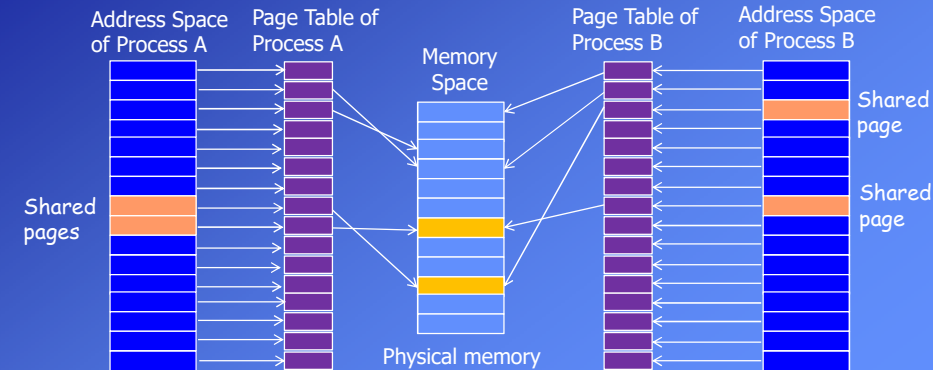 Address Space
of Process A
Page Table of
Process A
Memory
Space
Page Table of
Process B
Address Space
of Process B
Shared
page
Shared
pages
Shared
page
Physical memory